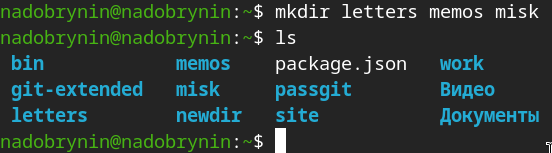 nadobrynin@nadobrynin:~$ mkdir letters memos misk
nadobrynin@nadobrynin:~$ ls
bin memos package.json work
git-extended misk passgit Видео
letters newdir site Документы
nadobrynin@nadobrynin:~$